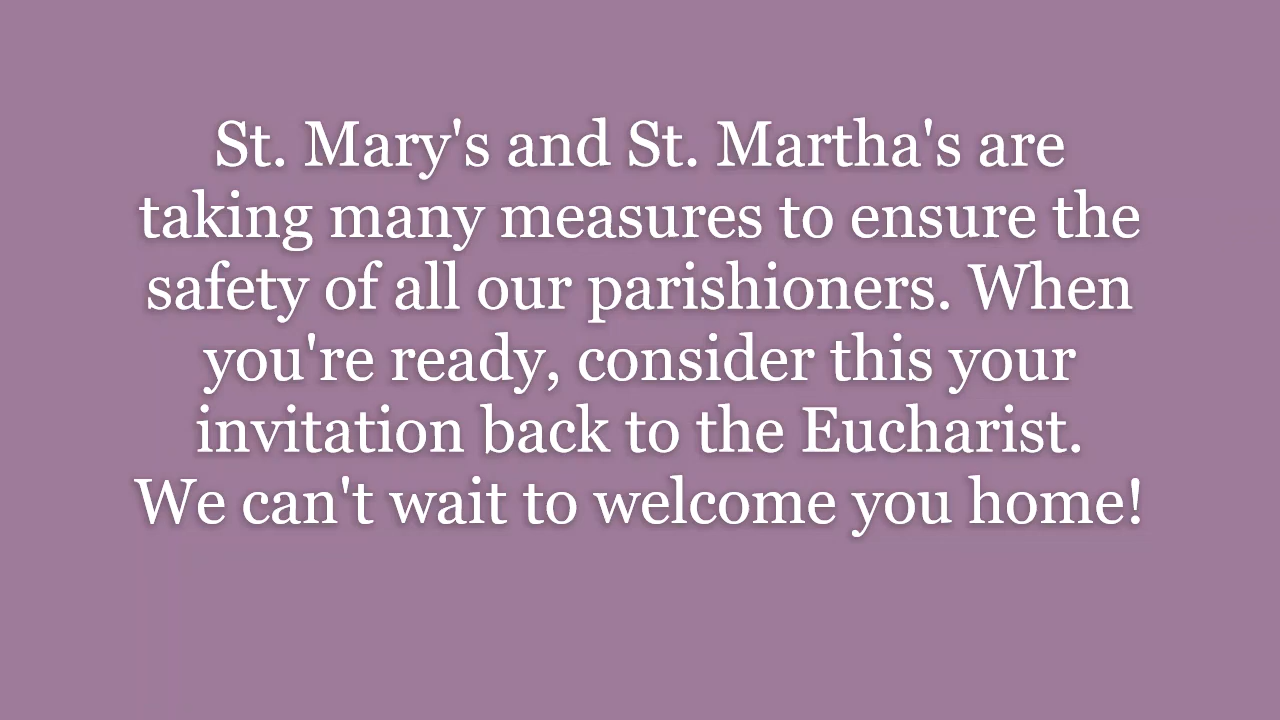 St. Mary's and St. Martha's are
taking many measures to ensure the
safety of all our parishioners. When
you're ready, consider this your
invitation back to the Eucharist.
We can't wait to welcome you home!